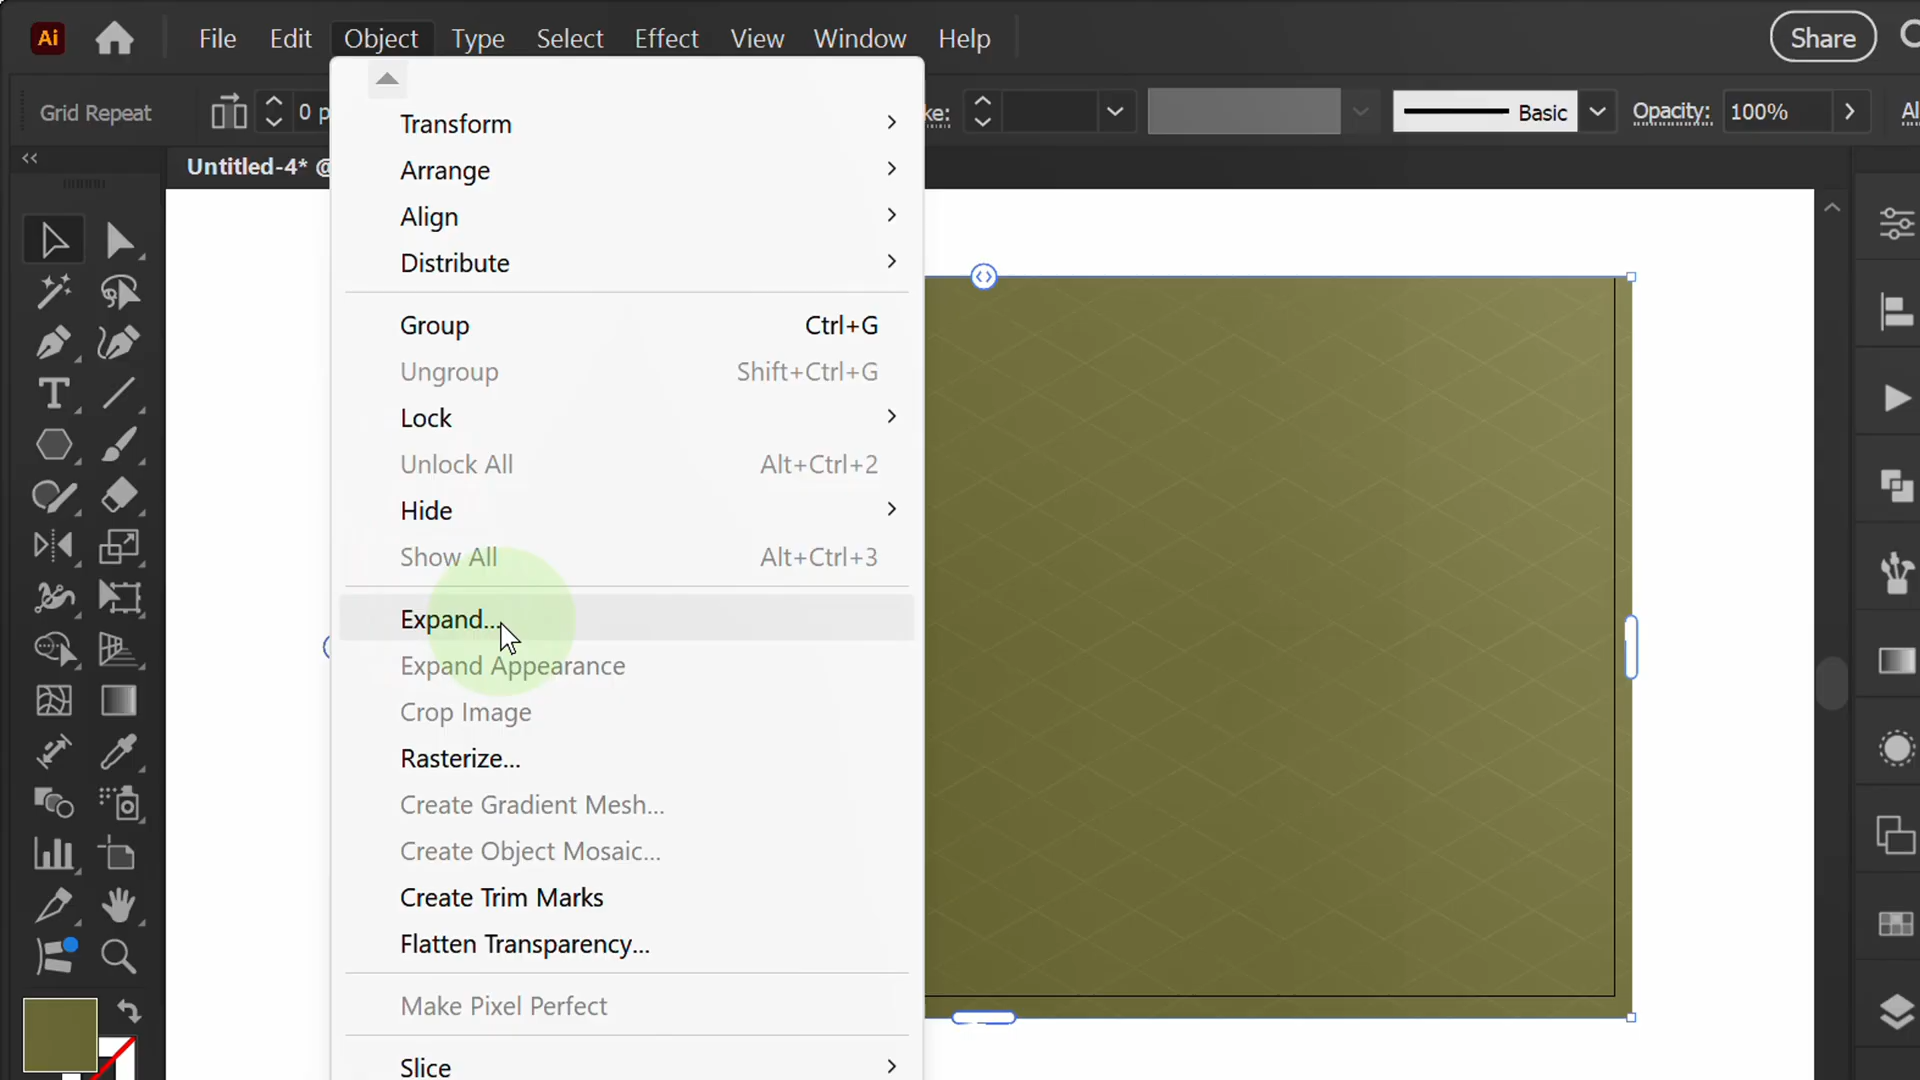 Ai File Edit Object Type Select Effect View Window Help Share
Grid Repeat 0 p ke: Basic Opacity: 100% Al
Untitled-4* @
Transform
Arrange
Align
Distribute
Group Ctrl+G
Ungroup Shift+Ctrl+G
Lock
Unlock All Alt+Ctrl+2
Hide
Show All Alt+Ctrl+3
Expand...
Expand Appearance
Crop Image
Rasterize...
Create Gradient Mesh...
Create Object Mosaic...
Create Trim Marks
Flatten Transparency...
Make Pixel Perfect
Slice